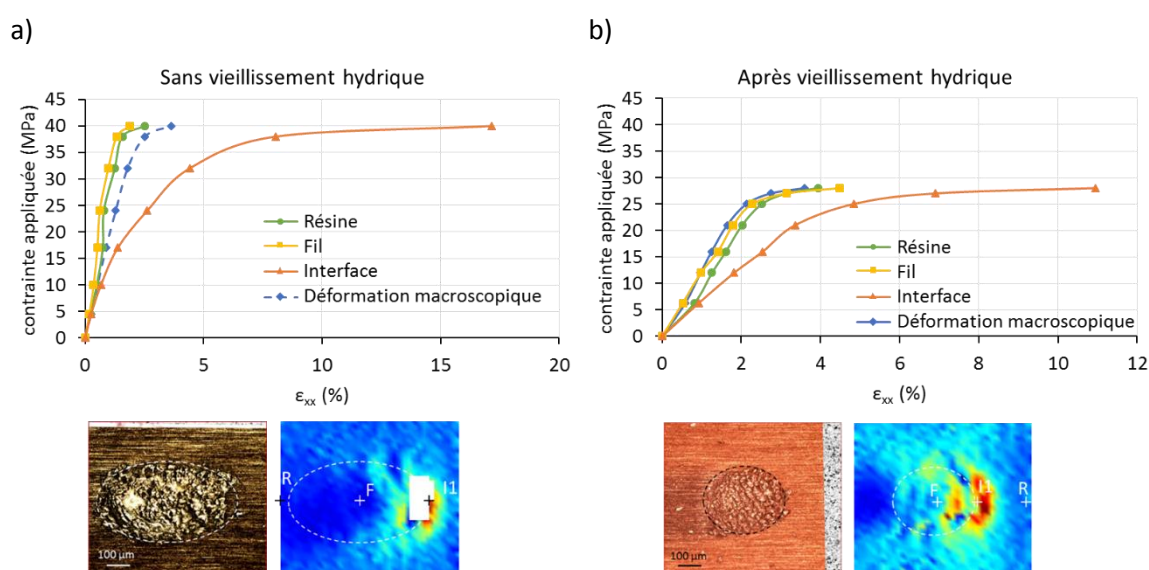 a)
Sans vieillissement hydrique
contrainte appliquée (MPa)
45
40
35
30
25
20
15
10
5
0
0 5 10 15 20
εxx (%)
Résine
Fil
Interface
Déformation macroscopique
R
F
I1
100 µm
b)
Après vieillissement hydrique
contrainte appliquée (MPa)
45
40
35
30
25
20
15
10
5
0
0 2 4 6 8 10 12
εxx (%)
Résine
Fil
Interface
Déformation macroscopique
F
I1
R
100 µm